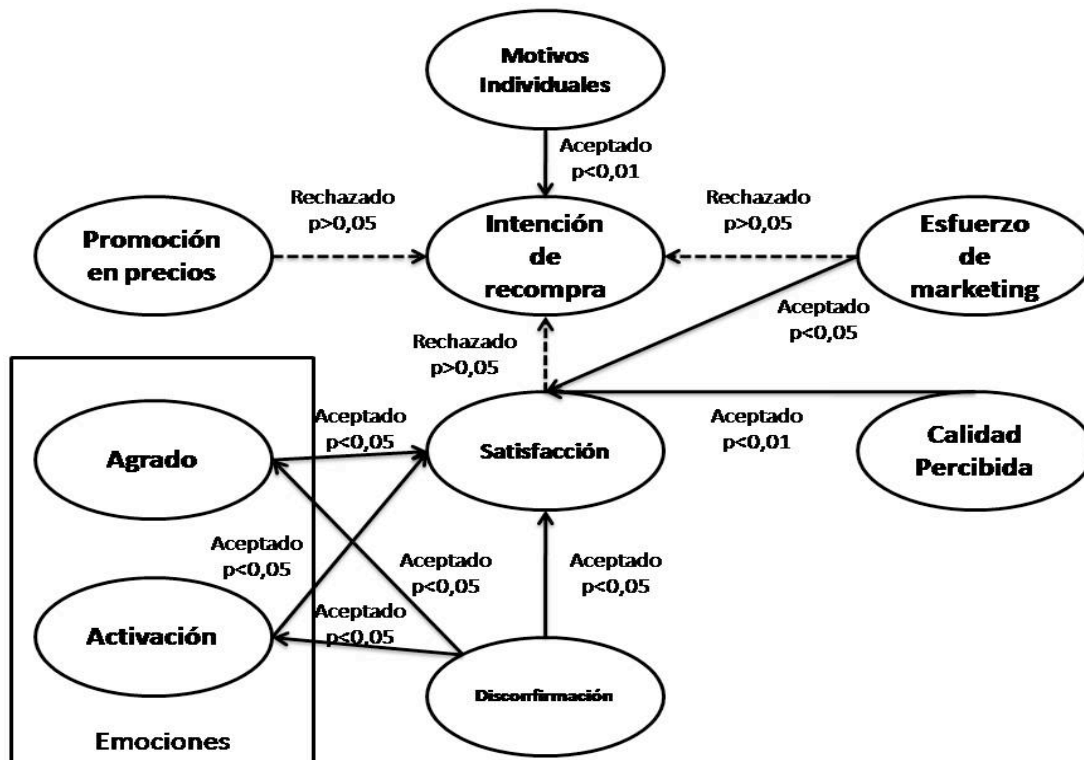 Motivos
Individuales
Aceptado
p<0,01
Rechazado
p>0,05
Rechazado
p>0,05
Promoción
en precios
Intención
de
recompra
Esfuerzo
de
marketing
Aceptado
p<0,05
Rechazado
p>0,05
Aceptado
p<0,05
Aceptado
p<0,01
Agrado
Satisfacción
Calidad
Percibida
Aceptado
p<0,05
Aceptado
p<0,05
Aceptado
p<0,05
Aceptado
p<0,05
Activación
Disconfirmación
Emociones